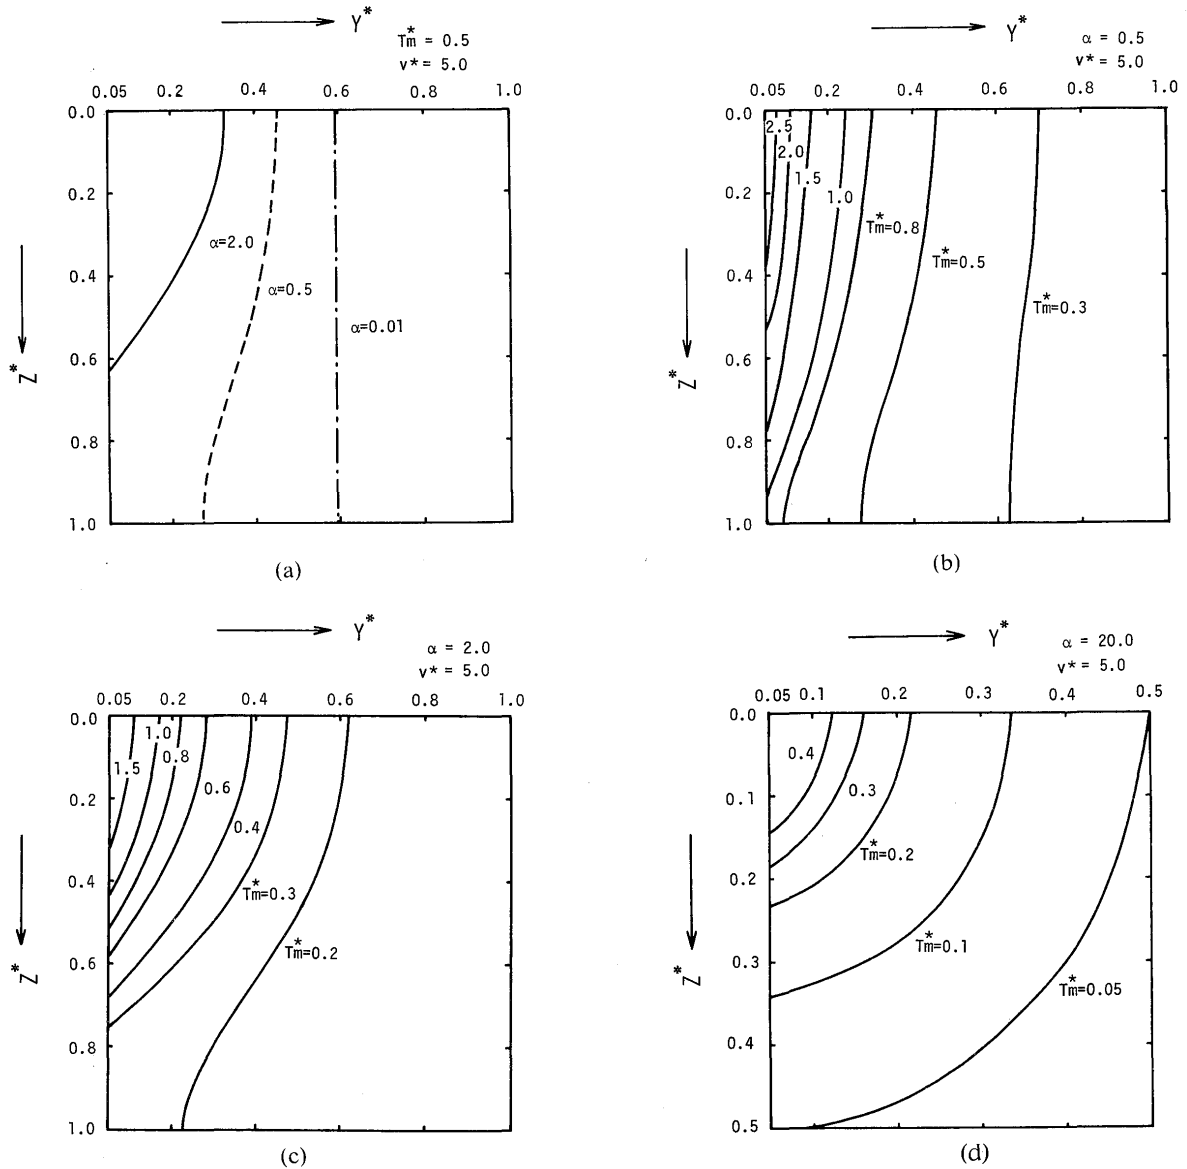 Y*
Tm* = 0.5
v* = 5.0
0.05 0.2 0.4 0.6 0.8 1.0
0.0
0.2
0.4
0.6
0.8
1.0
Z*
α=2.0
α=0.5
α=0.01
(a)
Y*
α = 0.5
v* = 5.0
0.05 0.2 0.4 0.6 0.8 1.0
0.0
0.2
0.4
0.6
0.8
1.0
Z*
2.5
2.0
1.5
1.0
Tm*=0.8
Tm*=0.5
Tm*=0.3
(b)
Y*
α = 2.0
v* = 5.0
0.05 0.2 0.4 0.6 0.8 1.0
0.0
0.2
0.4
0.6
0.8
1.0
Z*
1.0
1.5
0.8
0.6
0.4
Tm*=0.3
Tm*=0.2
(c)
Y*
α = 20.0
v* = 5.0
0.05 0.1 0.2 0.3 0.4 0.5
0.0
0.1
0.2
0.3
0.4
0.5
Z*
0.4
0.3
Tm*=0.2
Tm*=0.1
Tm*=0.05
(d)